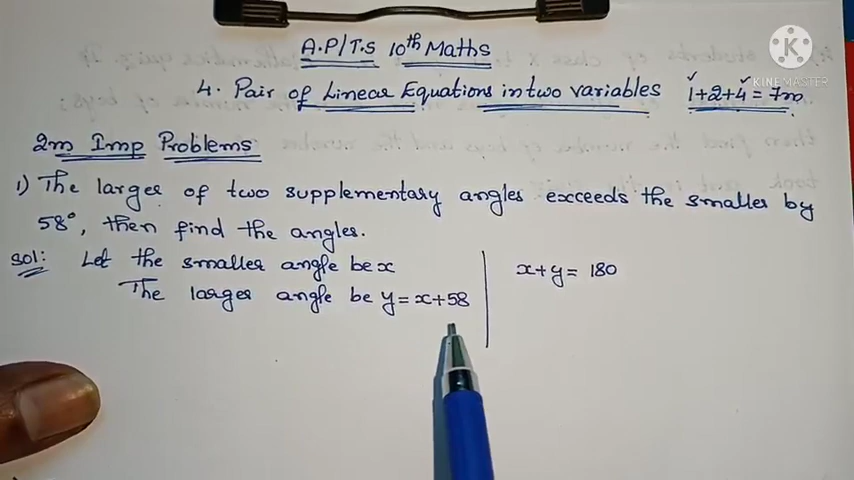 A.P/T.S 10th Maths
4. Pair of Linear Equations in two variables 1+2+4 = 7m
KINEMASTER
2m Imp Problems
1) The larger of two supplementary angles exceeds the smaller by
58°, then find the angles.
Sol: Let the smaller angle be x
The larger angle be y = x+58
x+y = 180